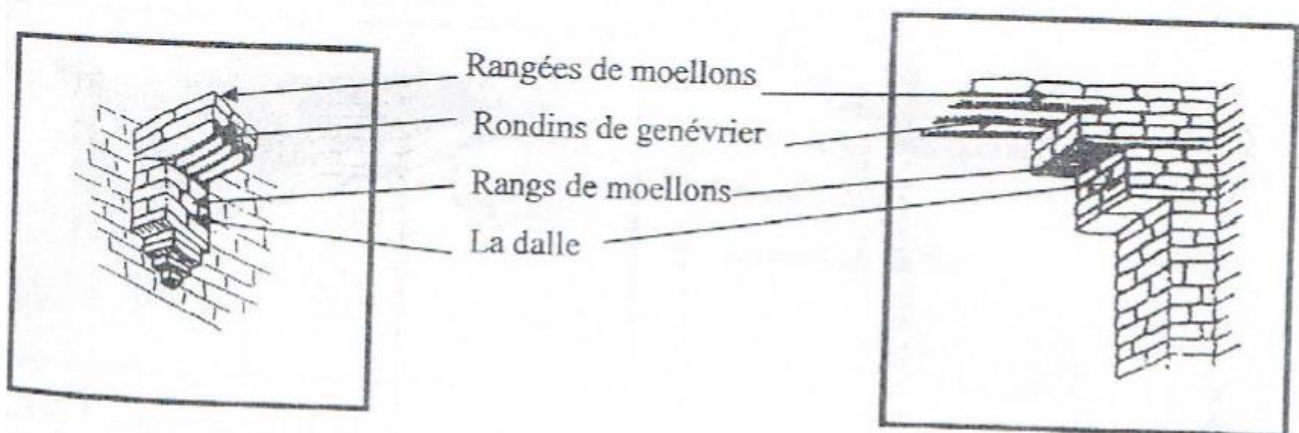 Rangées de moellons
Rondins de genévrier
Rangs de moellons
La dalle